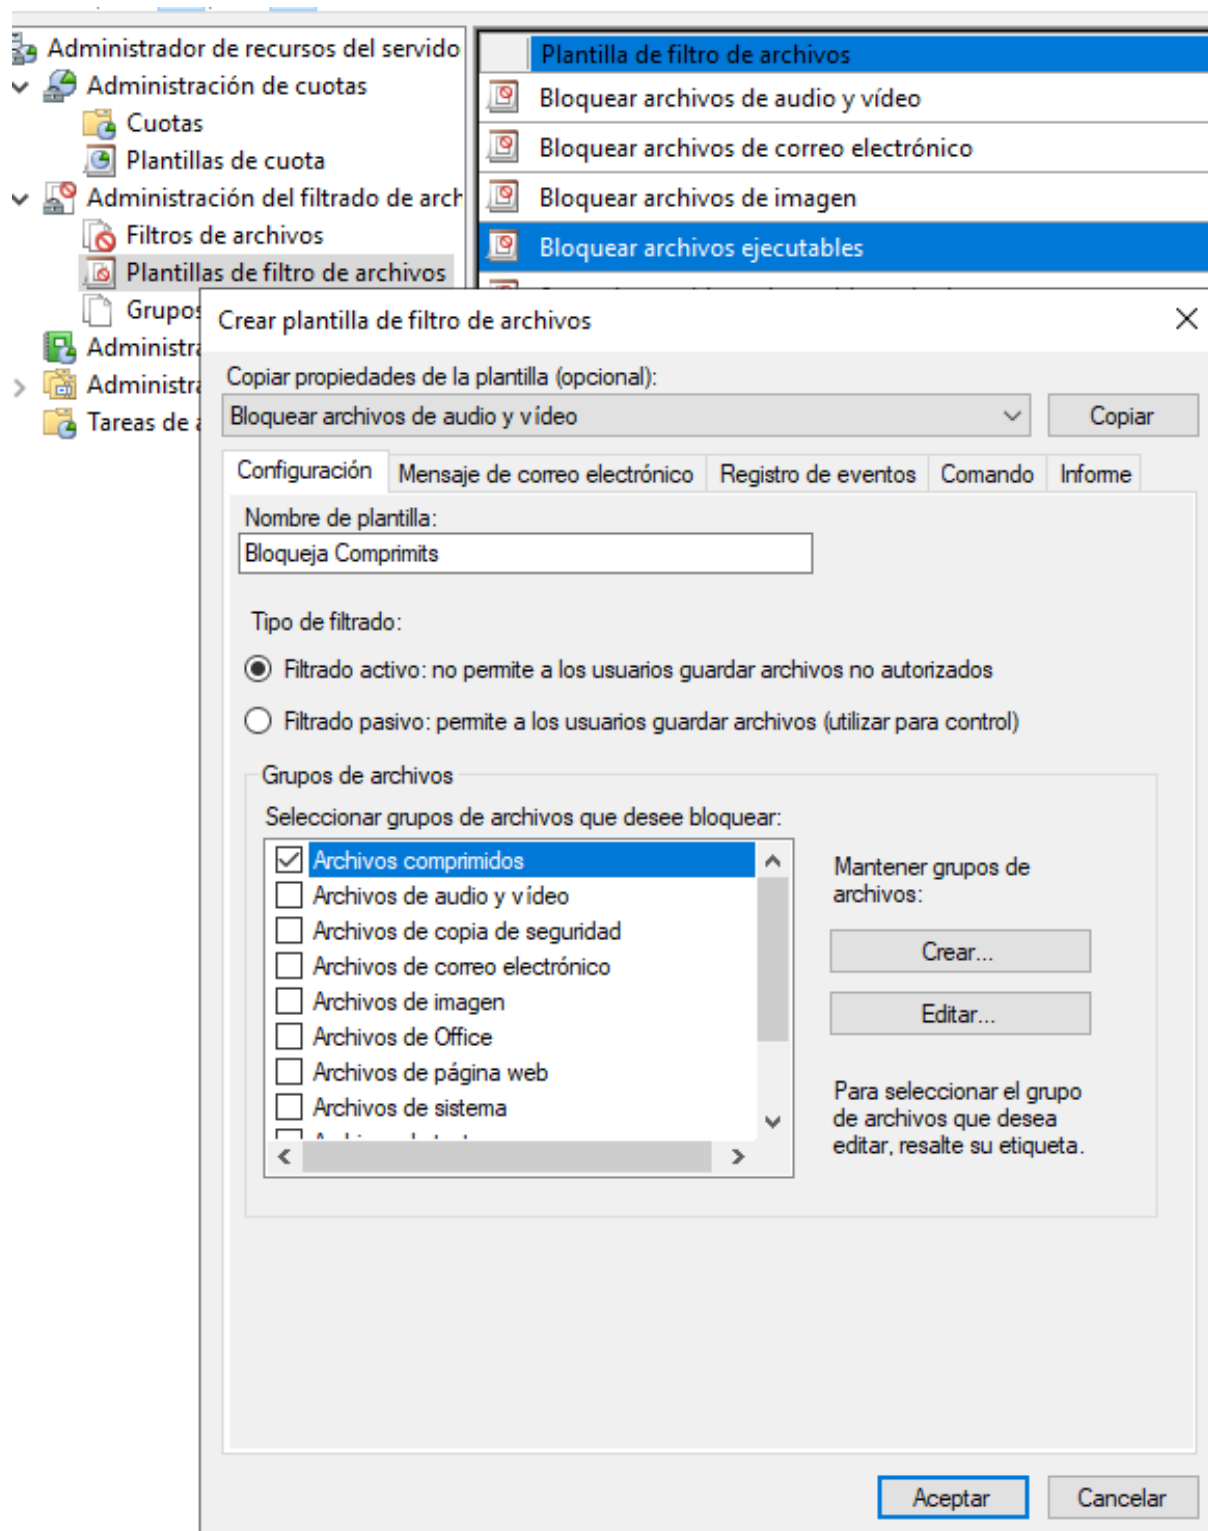 Administrador de recursos del servido
Administración de cuotas
Cuotas
Plantillas de cuota
Administración del filtrado de arch
Filtros de archivos
Plantillas de filtro de archivos
Grupos
Administra
Administra
Tareas de a
Plantilla de filtro de archivos
Bloquear archivos de audio y vídeo
Bloquear archivos de correo electrónico
Bloquear archivos de imagen
Bloquear archivos ejecutables
Crear plantilla de filtro de archivos
Copiar propiedades de la plantilla (opcional):
Bloquear archivos de audio y vídeo
Copiar
Configuración Mensaje de correo electrónico Registro de eventos Comando Informe
Nombre de plantilla:
Bloqueja Comprimits
Tipo de filtrado:
Filtrado activo: no permite a los usuarios guardar archivos no autorizados
Filtrado pasivo: permite a los usuarios guardar archivos (utilizar para control)
Grupos de archivos
Seleccionar grupos de archivos que desee bloquear:
Archivos comprimidos
Archivos de audio y vídeo
Archivos de copia de seguridad
Archivos de correo electrónico
Archivos de imagen
Archivos de Office
Archivos de página web
Archivos de sistema
Mantener grupos de
archivos:
Crear...
Editar...
Para seleccionar el grupo
de archivos que desea
editar, resalte su etiqueta.
Aceptar
Cancelar